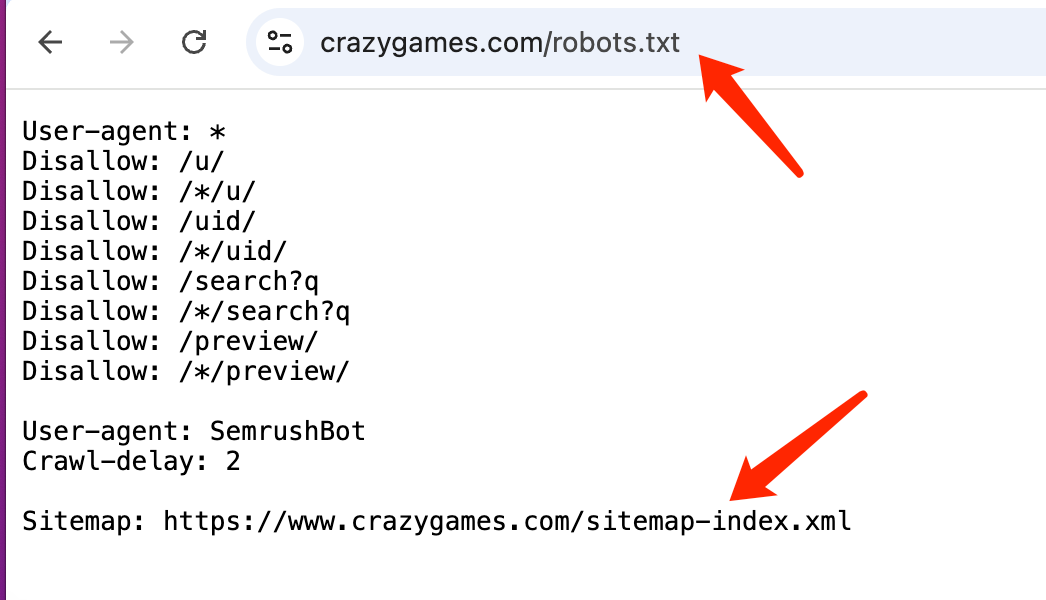 crazygames.com/robots.txt
User-agent: *
Disallow: /u/
Disallow: /*/u/
Disallow: /uid/
Disallow: /*/uid/
Disallow: /search?q
Disallow: /*/search?q
Disallow: /preview/
Disallow: /*/preview/
User-agent: SemrushBot
Crawl-delay: 2
Sitemap: https://www.crazygames.com/sitemap-index.xml